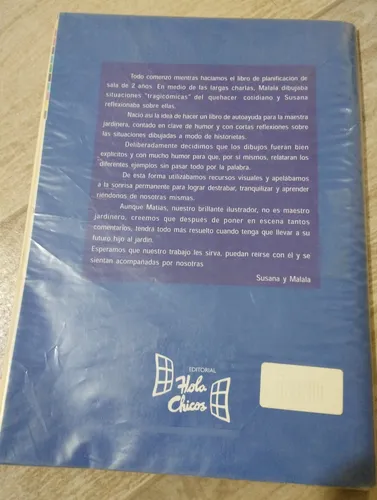 Todo comenzó mientras hacíamos el libro de planificación de
sala de 2 años. En medio de las largas charlas, Malala dibujaba
situaciones "tragicómicas" del quehacer cotidiano y Susana
reflexionaba sobre ellas.
Nació así la idea de hacer un libro de autoayuda para la maestra
jardinera, contado en clave de humor y con cortas reflexiones sobre
las situaciones dibujadas a modo de historietas.
Deliberadamente decidimos que los dibujos fueran bien
explícitos y con mucho humor para que, por sí mismos, relataran los
diferentes ejemplos sin pasar todo por la palabra.
De esta forma utilizábamos recursos visuales y apelábamos
a la sonrisa permanente para lograr destrabar, tranquilizar y aprender
riéndonos de nosotras mismas.
Aunque Matías, nuestro brillante ilustrador, no es maestro
jardinero, creemos que después de poner en escena tantos
comentarios, tendrá todo mas resuelto cuando tenga que llevar a su
futuro hijo al jardín.
Esperamos que nuestro trabajo les sirva, puedan reirse con él y se
sientan acompañadas por nosotras
Susana y Malala
EDITORIAL
Hola
Chicos